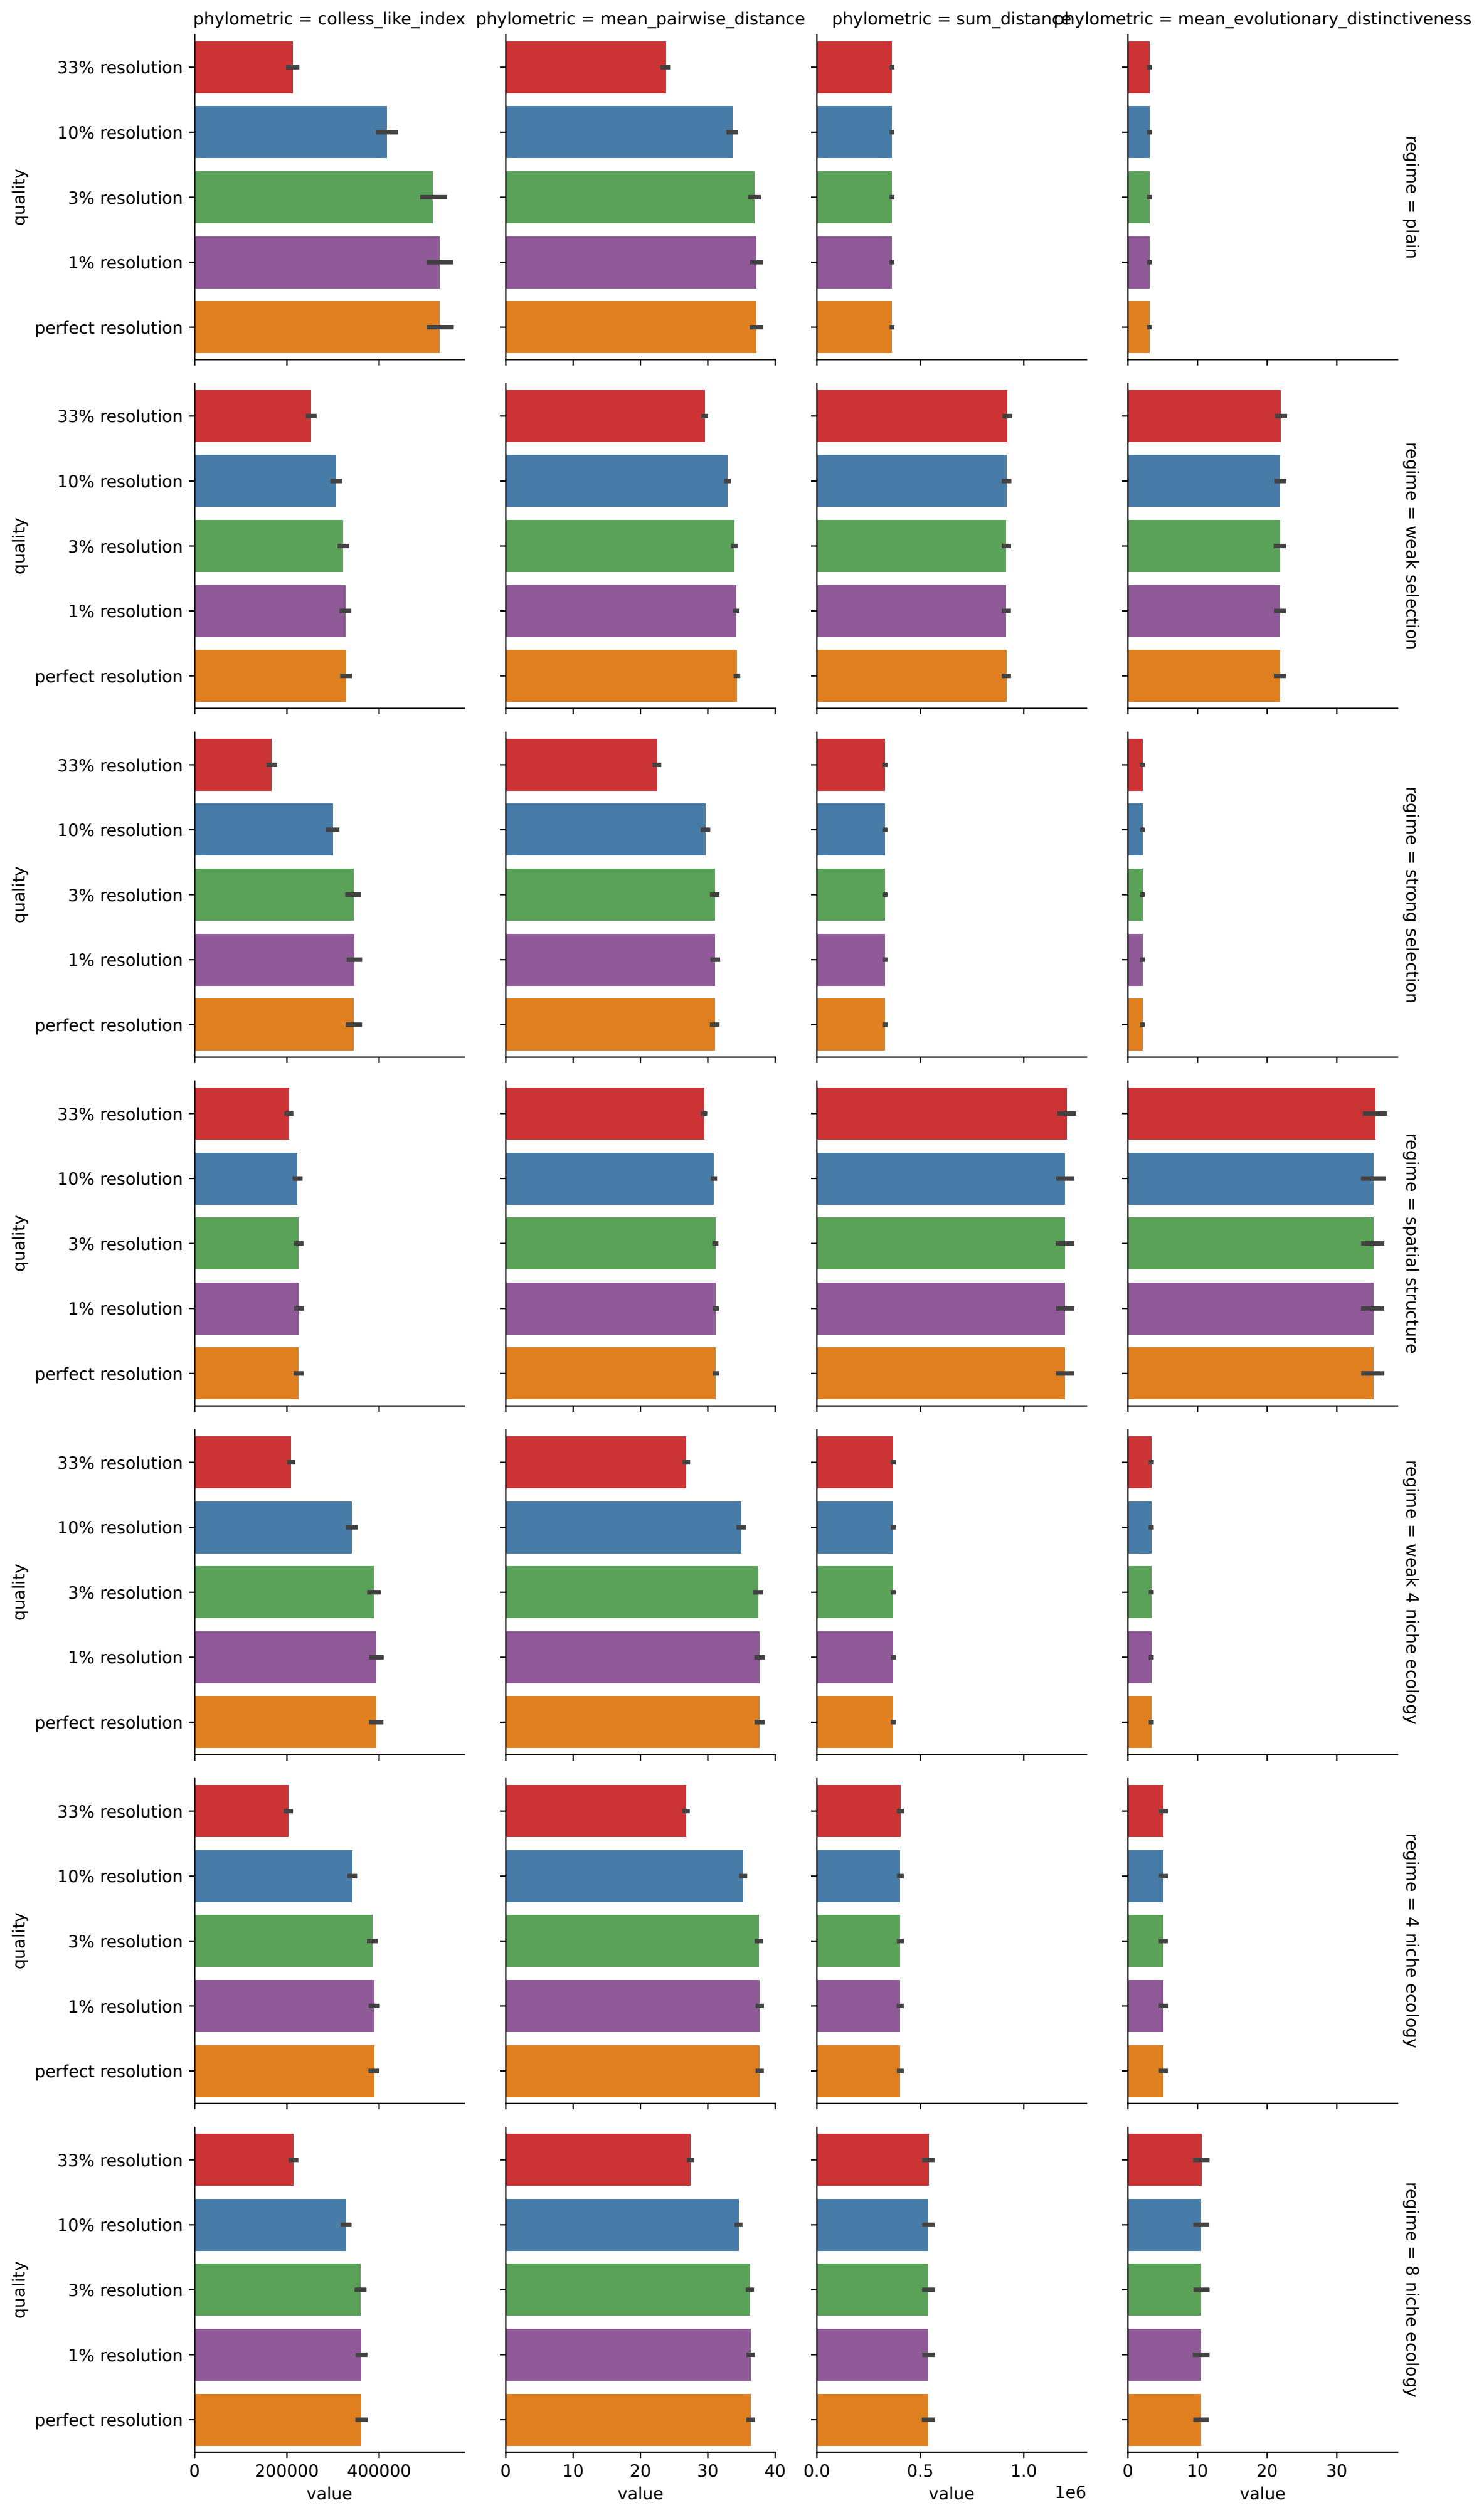 phylometric = colless_like_index
phylometric = mean_pairwise_distance
phylometric = sum_distance
phylometric = mean_evolutionary_distinctiveness
quality
33% resolution
10% resolution
3% resolution
1% resolution
perfect resolution
regime = plain
quality
33% resolution
10% resolution
3% resolution
1% resolution
perfect resolution
regime = weak selection
quality
33% resolution
10% resolution
3% resolution
1% resolution
perfect resolution
regime = strong selection
quality
33% resolution
10% resolution
3% resolution
1% resolution
perfect resolution
regime = spatial structure
quality
33% resolution
10% resolution
3% resolution
1% resolution
perfect resolution
regime = weak 4 niche ecology
quality
33% resolution
10% resolution
3% resolution
1% resolution
perfect resolution
regime = 4 niche ecology
quality
33% resolution
10% resolution
3% resolution
1% resolution
perfect resolution
regime = 8 niche ecology
0 200000 400000
value
0 10 20 30 40
value
0.0 0.5 1.0
1e6
value
0 10 20 30
value